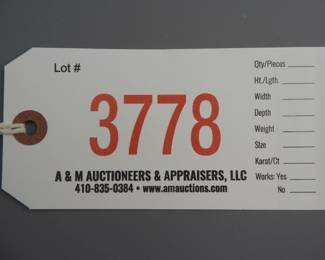 Lot #
3778
A & M AUCTIONEERS & APPRAISERS, LLC
410-835-0384 • www.amauctions.com
Qty/Pieces
Ht./Lgth.
Width
Depth
Weight
Size
Karat/Ct
Works: Yes
No